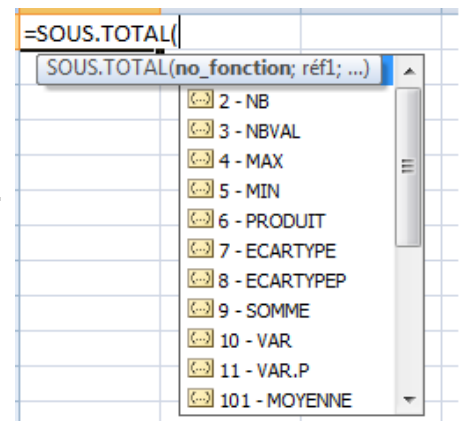 =SOUS.TOTAL(
SOUS.TOTAL(no_fonction; réf1; ...)
2 - NB
3 - NBVAL
4 - MAX
5 - MIN
6 - PRODUIT
7 - ECARTYPE
8 - ECARTYPEP
9 - SOMME
10 - VAR
11 - VAR.P
101 - MOYENNE